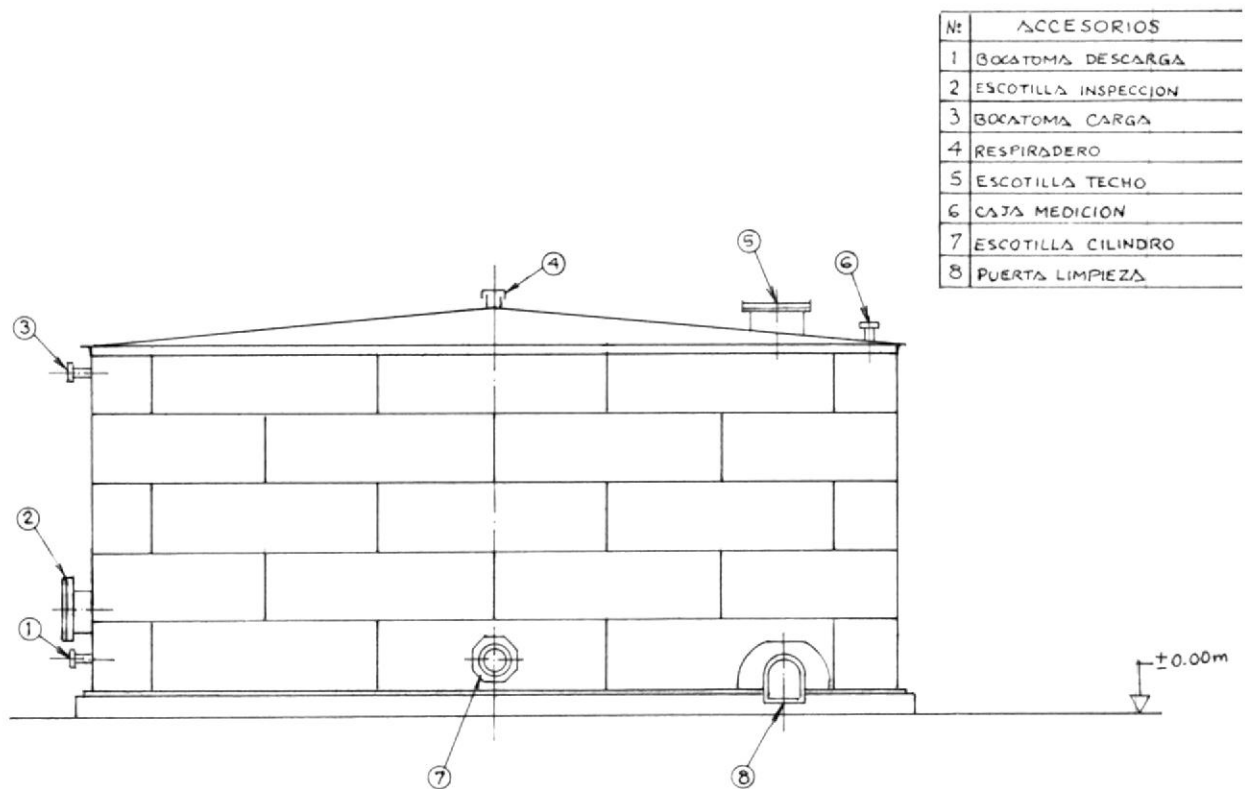 Nº ACCESORIOS
1 BOCATOMA DESCARGA
2 ESCOTILLA INSPECCION
3 BOCATOMA CARGA
4 RESPIRADERO
5 ESCOTILLA TECHO
6 CAJA MEDICION
7 ESCOTILLA CILINDRO
8 PUERTA LIMPIEZA
5
4
6
3
2
1
±0.00m
7
8